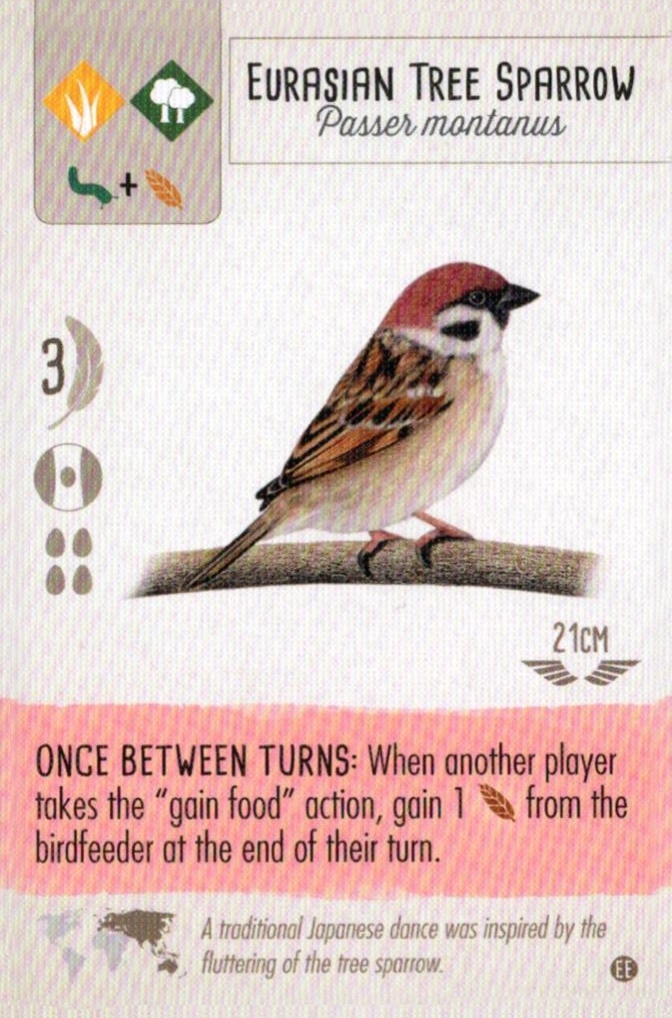 EURASIAN TREE SPARROW
Passer montanus
+
3
21CM
ONCE BETWEEN TURNS: When another player
takes the “gain food” action, gain 1 from the
birdfeeder at the end of their turn.
A traditional Japanese dance was inspired by the
fluttering of the tree sparrow.
EE